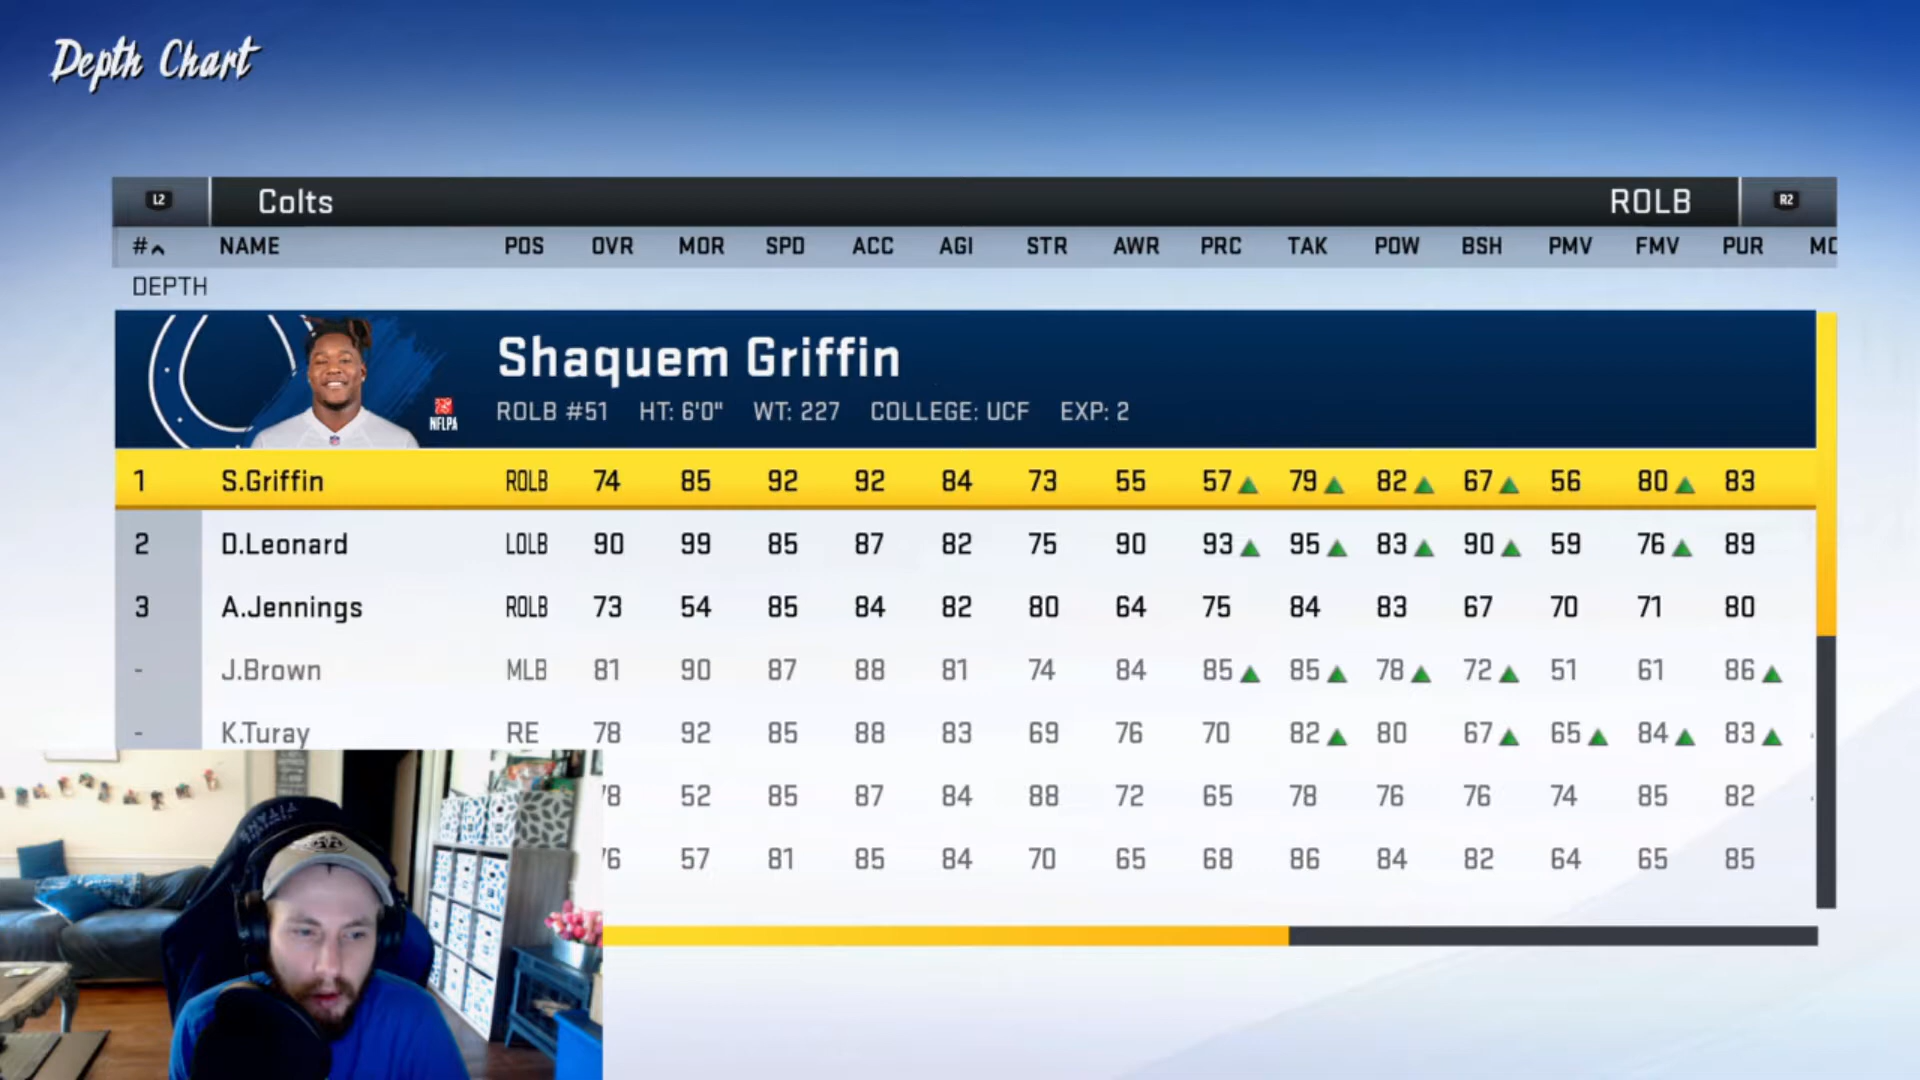 Depth Chart
L2 Colts ROLB R2
# NAME POS OVR MOR SPD ACC AGI STR AWR PRC TAK POW BSH PMV FMV PUR MO
DEPTH
Shaquem Griffin
NFLPA
ROLB #51 HT: 6'0" WT: 227 COLLEGE: UCF EXP: 2
1 S.Griffin ROLB 74 85 92 92 84 73 55 57 79 82 67 56 80 83
2 D.Leonard LOLB 90 99 85 87 82 75 90 93 95 83 90 59 76 89
3 A.Jennings ROLB 73 54 85 84 82 80 64 75 84 83 67 70 71 80
- J.Brown MLB 81 90 87 88 81 74 84 85 85 78 72 51 61 86
- K.Turay RE 78 92 85 88 83 69 76 70 82 80 67 65 84 83
78 52 85 87 84 88 72 65 78 76 76 74 85 82
76 57 81 85 84 70 65 68 86 84 82 64 65 85
TITANS